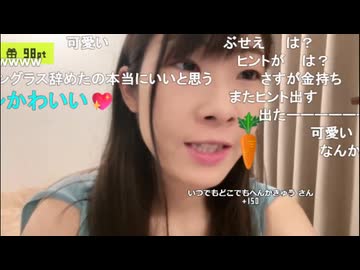 弟 98pt
可愛い
ぶせえ は？
wwww
ヒントが は？
ングラス辞めたの本当にいいと思う
さすが金持ち
かわいい💖
またヒント出す
出たーーーーー
可愛い
なんか
いつでもどこでもへんかきゅう さん
+150